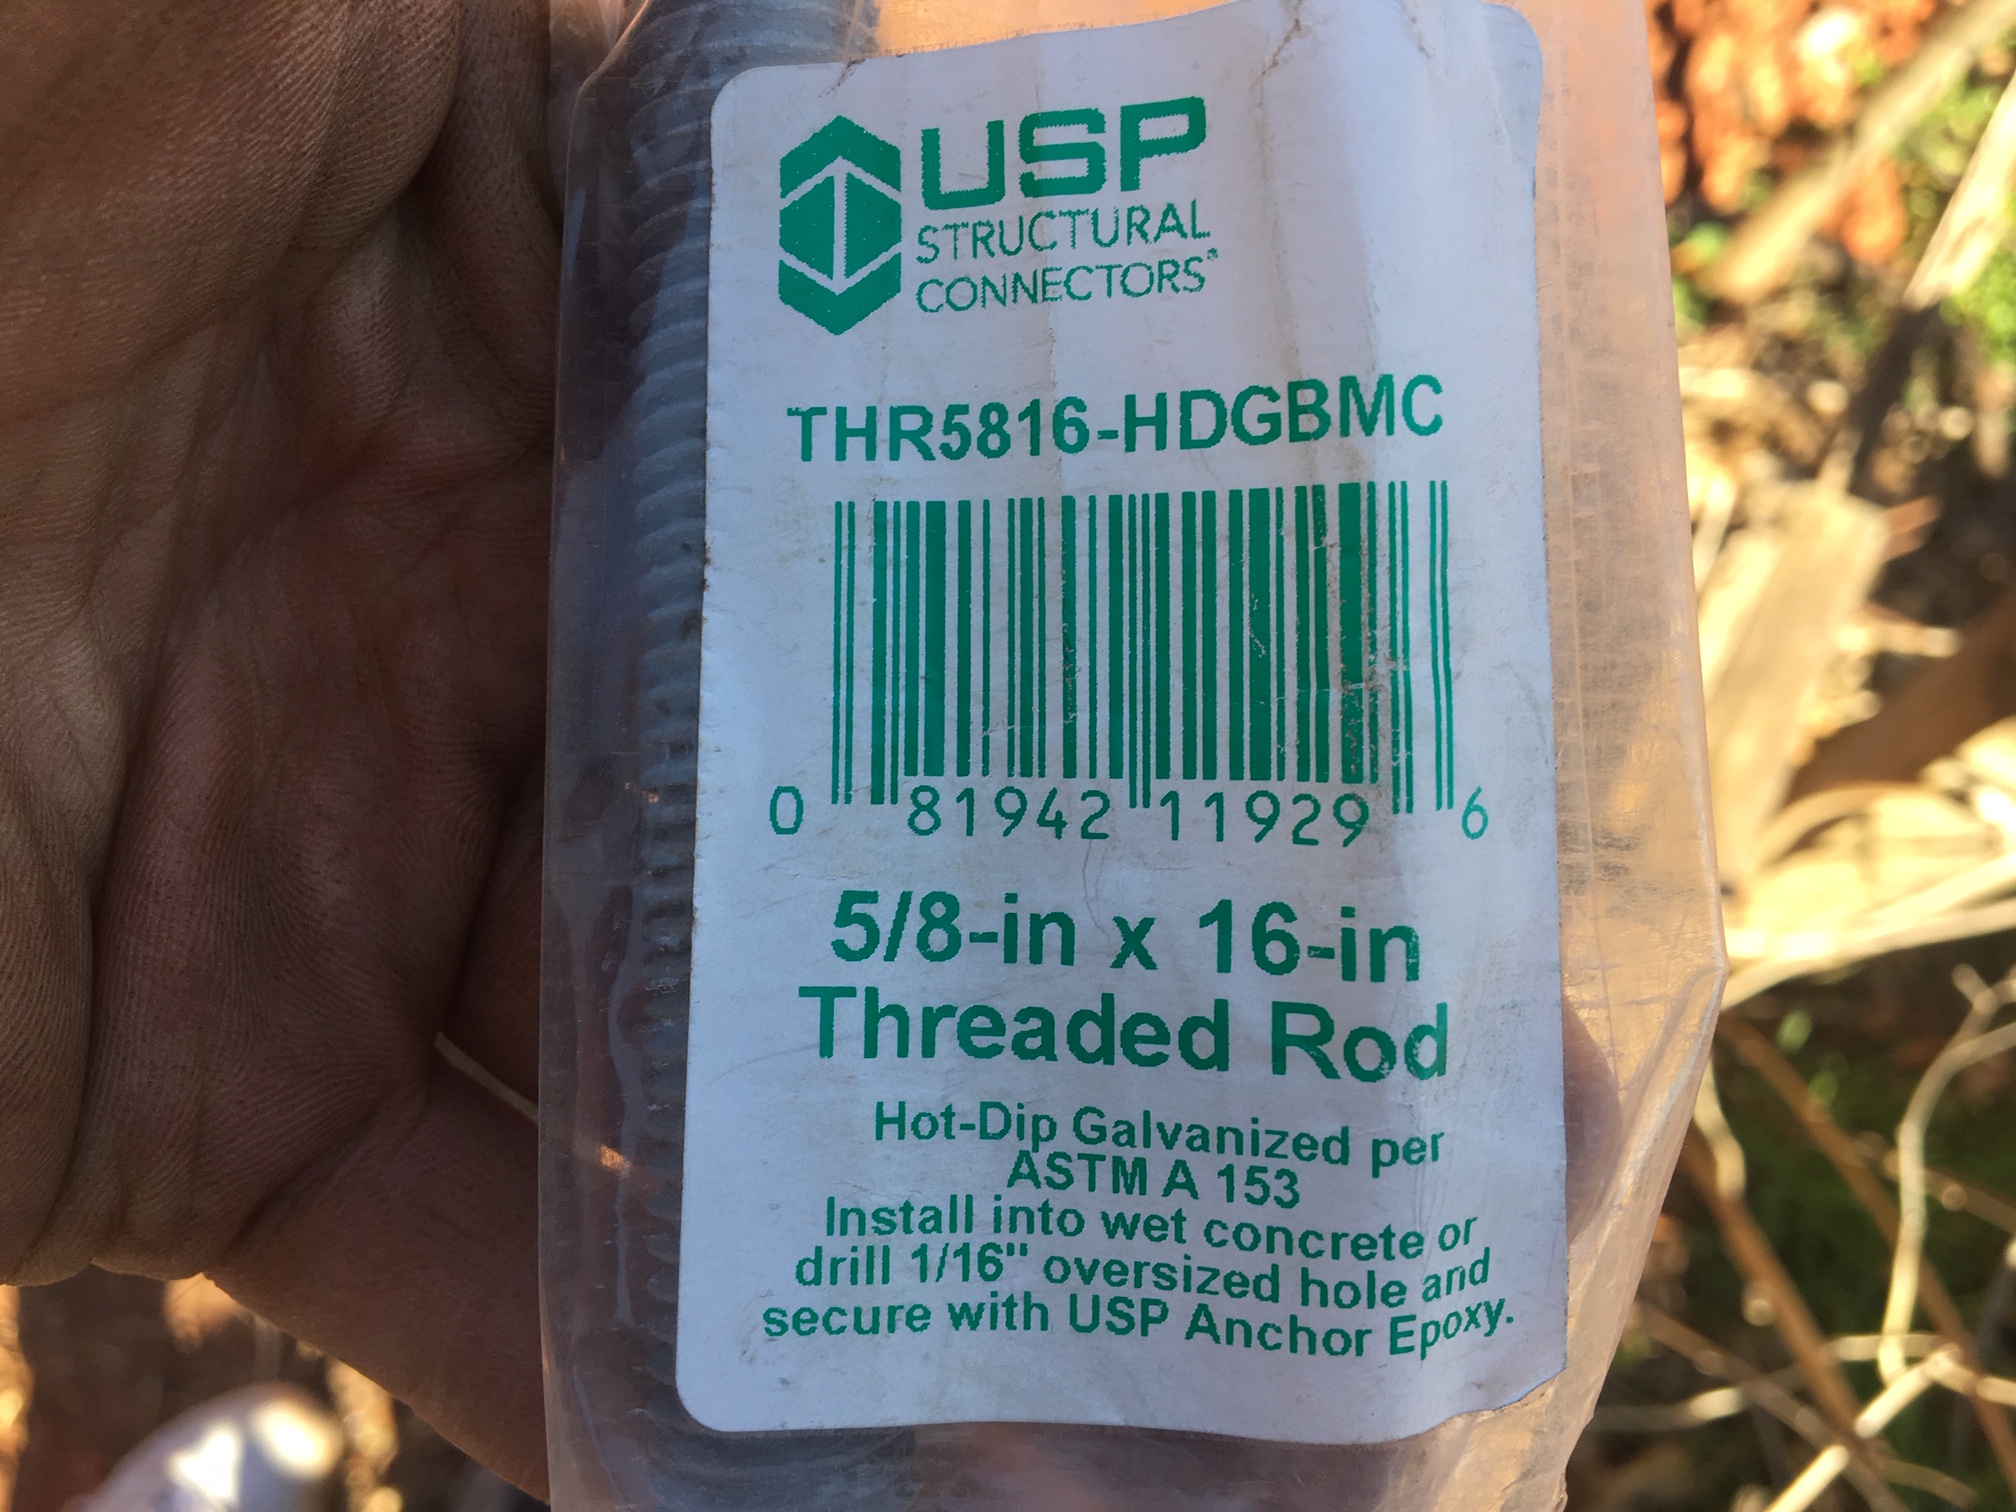 USP
STRUCTURAL
CONNECTORS®
THR5816-HDGBMC
0 81942 11929 6
5/8-in x 16-in
Threaded Rod
Hot-Dip Galvanized per
ASTM A 153
Install into wet concrete or
drill 1/16" oversized hole and
secure with USP Anchor Epoxy.